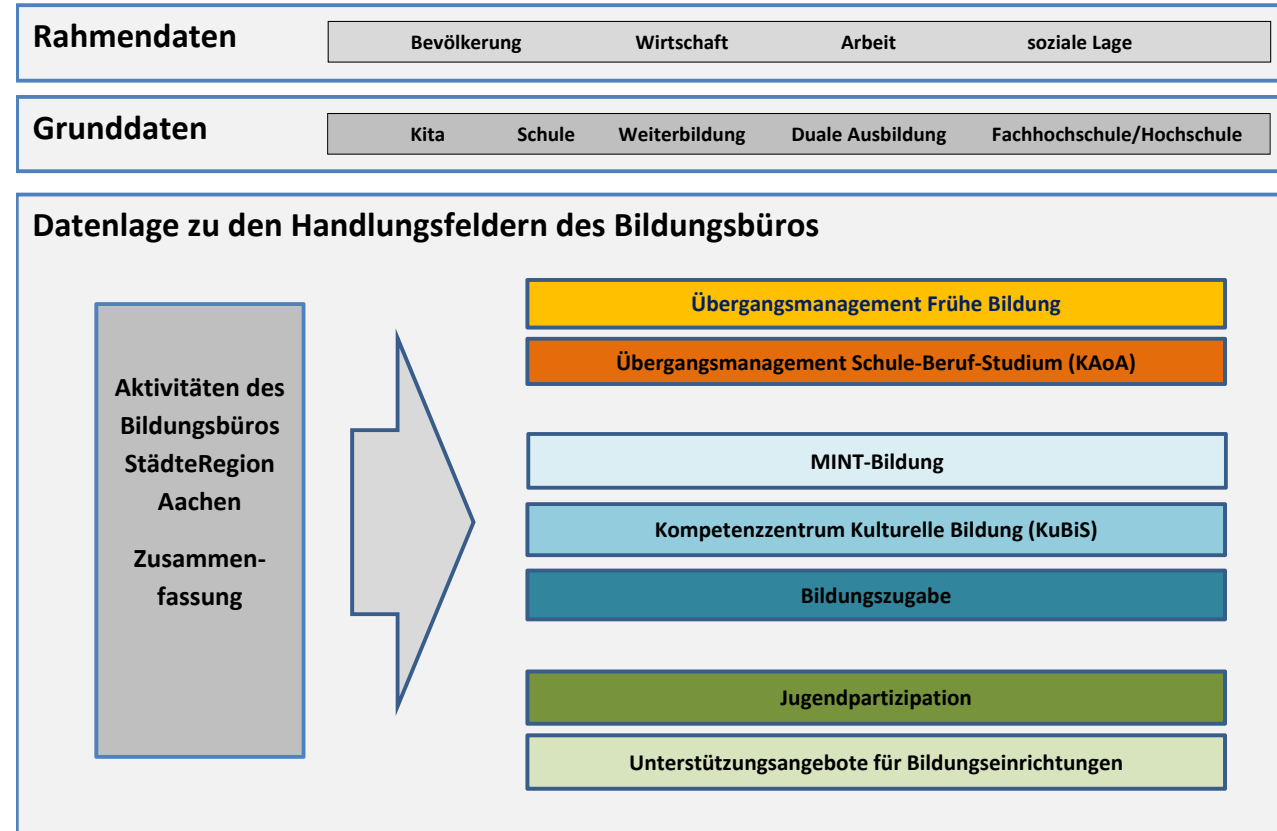 Rahmendaten
Bevölkerung Wirtschaft Arbeit soziale Lage
Grunddaten
Kita Schule Weiterbildung Duale Ausbildung Fachhochschule/Hochschule
Datenlage zu den Handlungsfeldern des Bildungsbüros
Aktivitäten des
Bildungsbüros
StädteRegion
Aachen
Zusammen-
fassung
Übergangsmanagement Frühe Bildung
Übergangsmanagement Schule-Beruf-Studium (KAoA)
MINT-Bildung
Kompetenzzentrum Kulturelle Bildung (KuBiS)
Bildungszugabe
Jugendpartizipation
Unterstützungsangebote für Bildungseinrichtungen